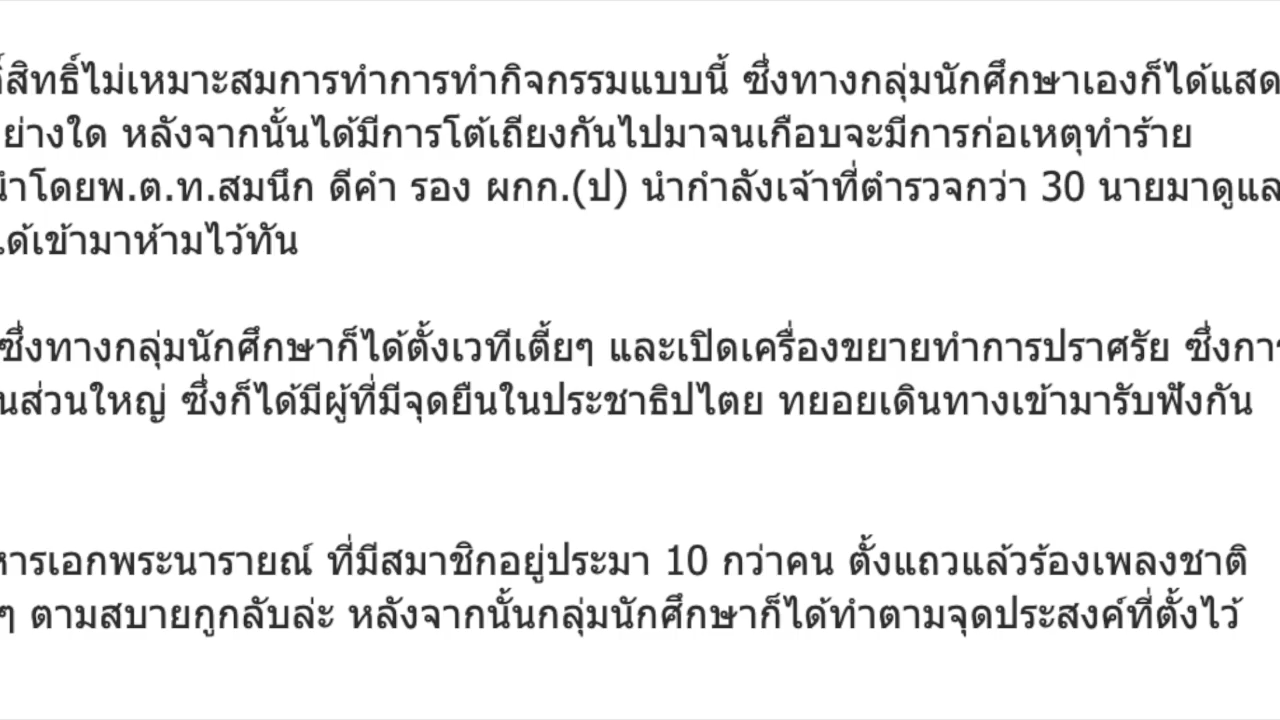 สิทธิ์ไม่เหมาะสมการทำการทำกิจกรรมแบบนี้ ซึ่งทางกลุ่มนักศึกษาเองก็ได้แสด
ย่างใด หลังจากนั้นได้มีการโต้เถียงกันไปมาจนเกือบจะมีการก่อเหตุทำร้าย
นำโดยพ.ต.ท.สมนึก ดีคำ รอง ผกก.(ป) นำกำลังเจ้าที่ตำรวจกว่า 30 นายมาดูแล
ได้เข้ามาห้ามไว้ทัน
ซึ่งทางกลุ่มนักศึกษาก็ได้ตั้งเวทีเตี้ยๆ และเปิดเครื่องขยายทำการปราศรัย ซึ่งการ
นส่วนใหญ่ ซึ่งก็ได้มีผู้ที่มีจุดยืนในประชาธิปไตย ทยอยเดินทางเข้ามารับฟังกัน
หารเอกพระนารายณ์ ที่มีสมาชิกอยู่ประมา 10 กว่าคน ตั้งแถวแล้วร้องเพลงชาติ
ๆ ตามสบายกูกลับล่ะ หลังจากนั้นกลุ่มนักศึกษาก็ได้ทำตามจุดประสงค์ที่ตั้งไว้